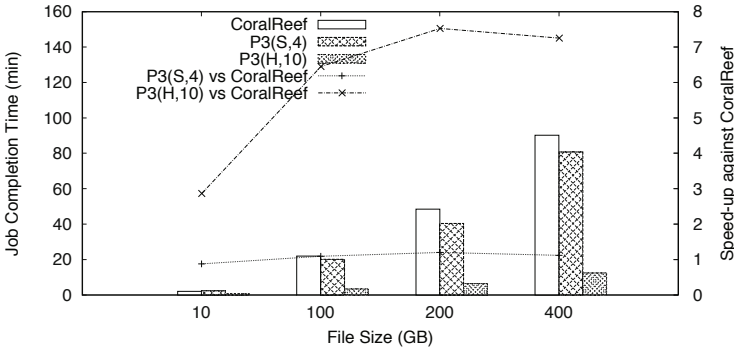 Job Completion Time (min)
160
140
120
100
80
60
40
20
0
CoralReef
P3(S,4)
P3(H,10)
P3(S,4) vs CoralReef
P3(H,10) vs CoralReef
8
7
6
5
4
3
2
1
0
Speed-up against CoralReef
10 100 200 400
File Size (GB)